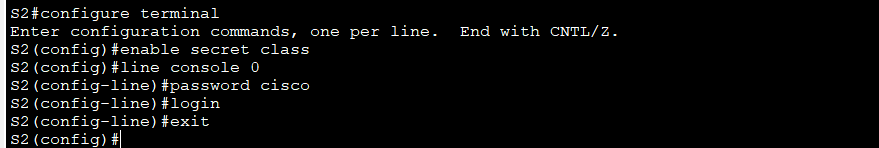 S2#configure terminal
Enter configuration commands, one per line.  End with CNTL/Z.
S2(config)#enable secret class
S2(config)#line console 0
S2(config-line)#password cisco
S2(config-line)#login
S2(config-line)#exit
S2(config)#